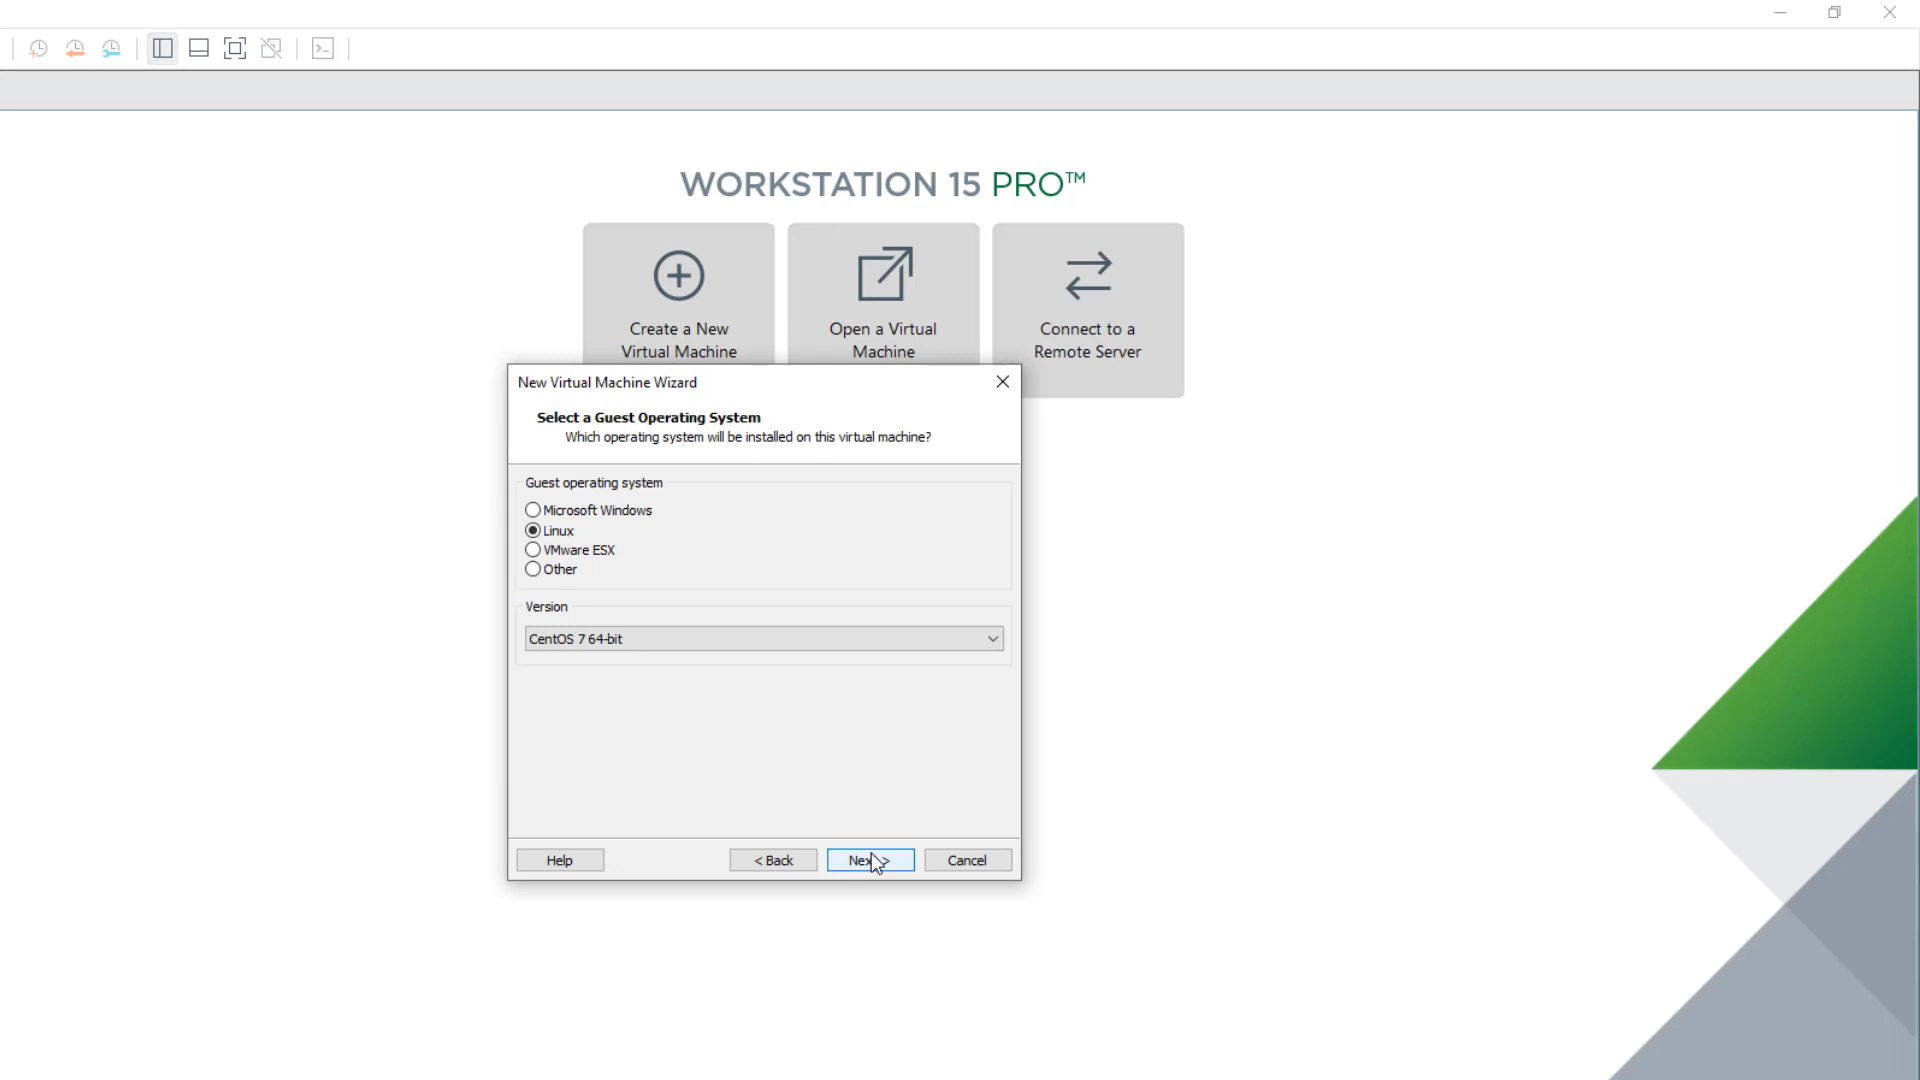 WORKSTATION 15 PRO™
Create a New
Virtual Machine
Open a Virtual
Machine
Connect to a
Remote Server
New Virtual Machine Wizard
Select a Guest Operating System
Which operating system will be installed on this virtual machine?
Guest operating system
Microsoft Windows
Linux
VMware ESX
Other
Version
CentOS 7 64-bit
Help
< Back
Next >
Cancel